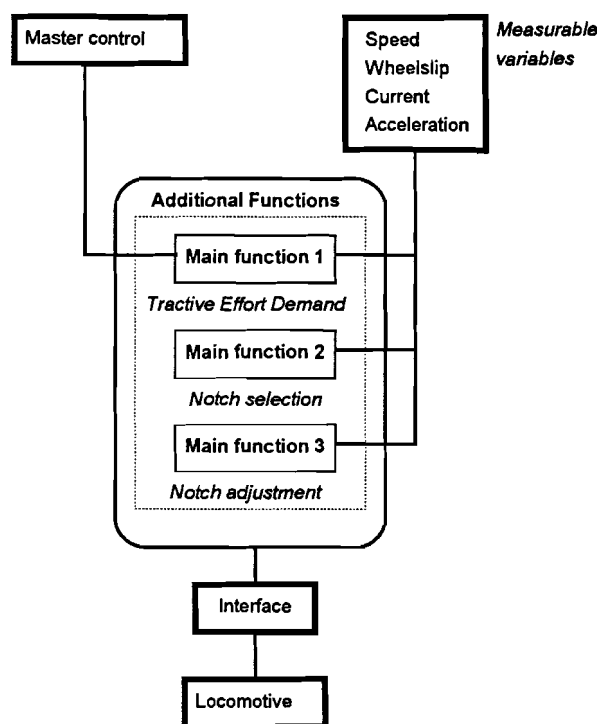 Master control
Speed
Wheelslip
Current
Acceleration
Measurable
variables
Additional Functions
Main function 1
Tractive Effort Demand
Main function 2
Notch selection
Main function 3
Notch adjustment
Interface
Locomotive